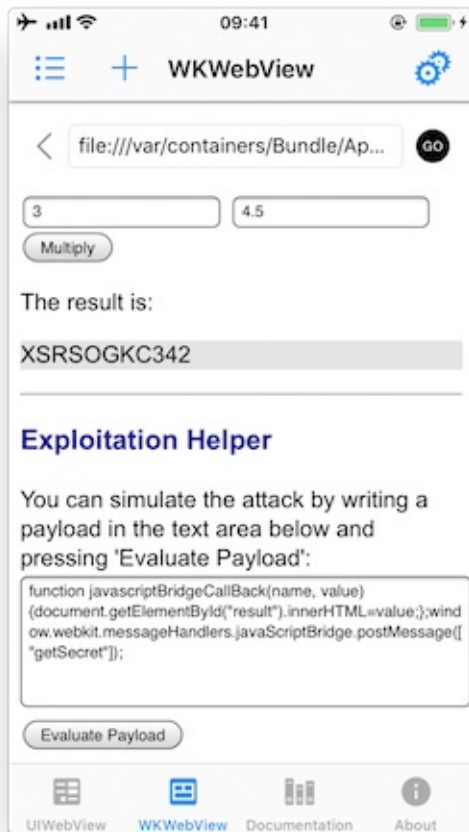 09:41
WKWebView
file:///var/containers/Bundle/Ap...
GO
3 4.5
Multiply
The result is:
XSRSOGKC342
Exploitation Helper
You can simulate the attack by writing a
payload in the text area below and
pressing 'Evaluate Payload':
function javascriptBridgeCallBack(name, value)
{document.getElementById("result").innerHTML=value;};wind
ow.webkit.messageHandlers.javaScriptBridge.postMessage([
"getSecret"]);
Evaluate Payload
UIWebView WKWebView Documentation About